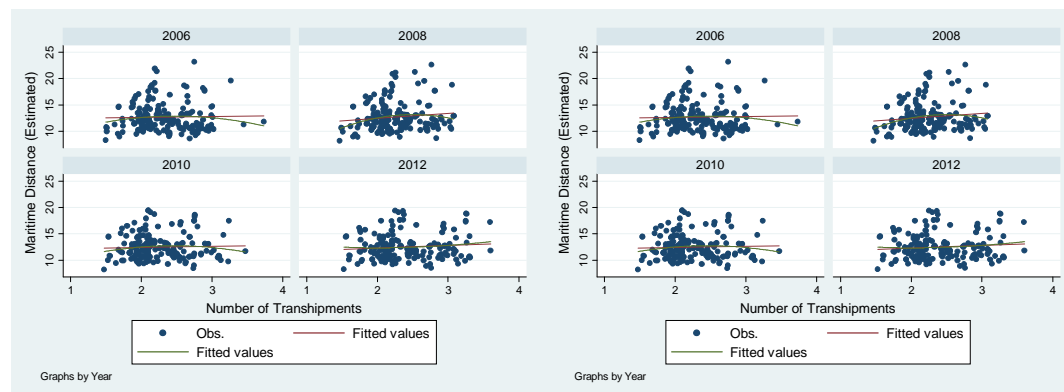 2006 2008
Maritime Distance (Estimated)
25
20
15
10
2010 2012
25
20
15
10
1 2 3 4 1 2 3 4
Number of Transhipments
Obs. Fitted values
Fitted values
Graphs by Year
2006 2008
Maritime Distance (Estimated)
25
20
15
10
2010 2012
25
20
15
10
1 2 3 4 1 2 3 4
Number of Transhipments
Obs. Fitted values
Fitted values
Graphs by Year